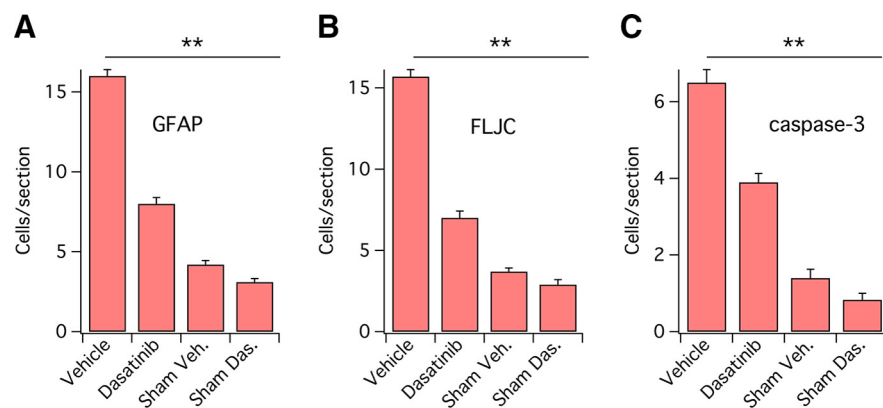 A
**
15
10
5
0
Cells/section
GFAP
Vehicle
Dasatinib
Sham Veh.
Sham Das.
B
**
15
10
5
0
Cells/section
FLJC
Vehicle
Dasatinib
Sham Veh.
Sham Das.
C
**
6
4
2
0
Cells/section
caspase-3
Vehicle
Dasatinib
Sham Veh.
Sham Das.